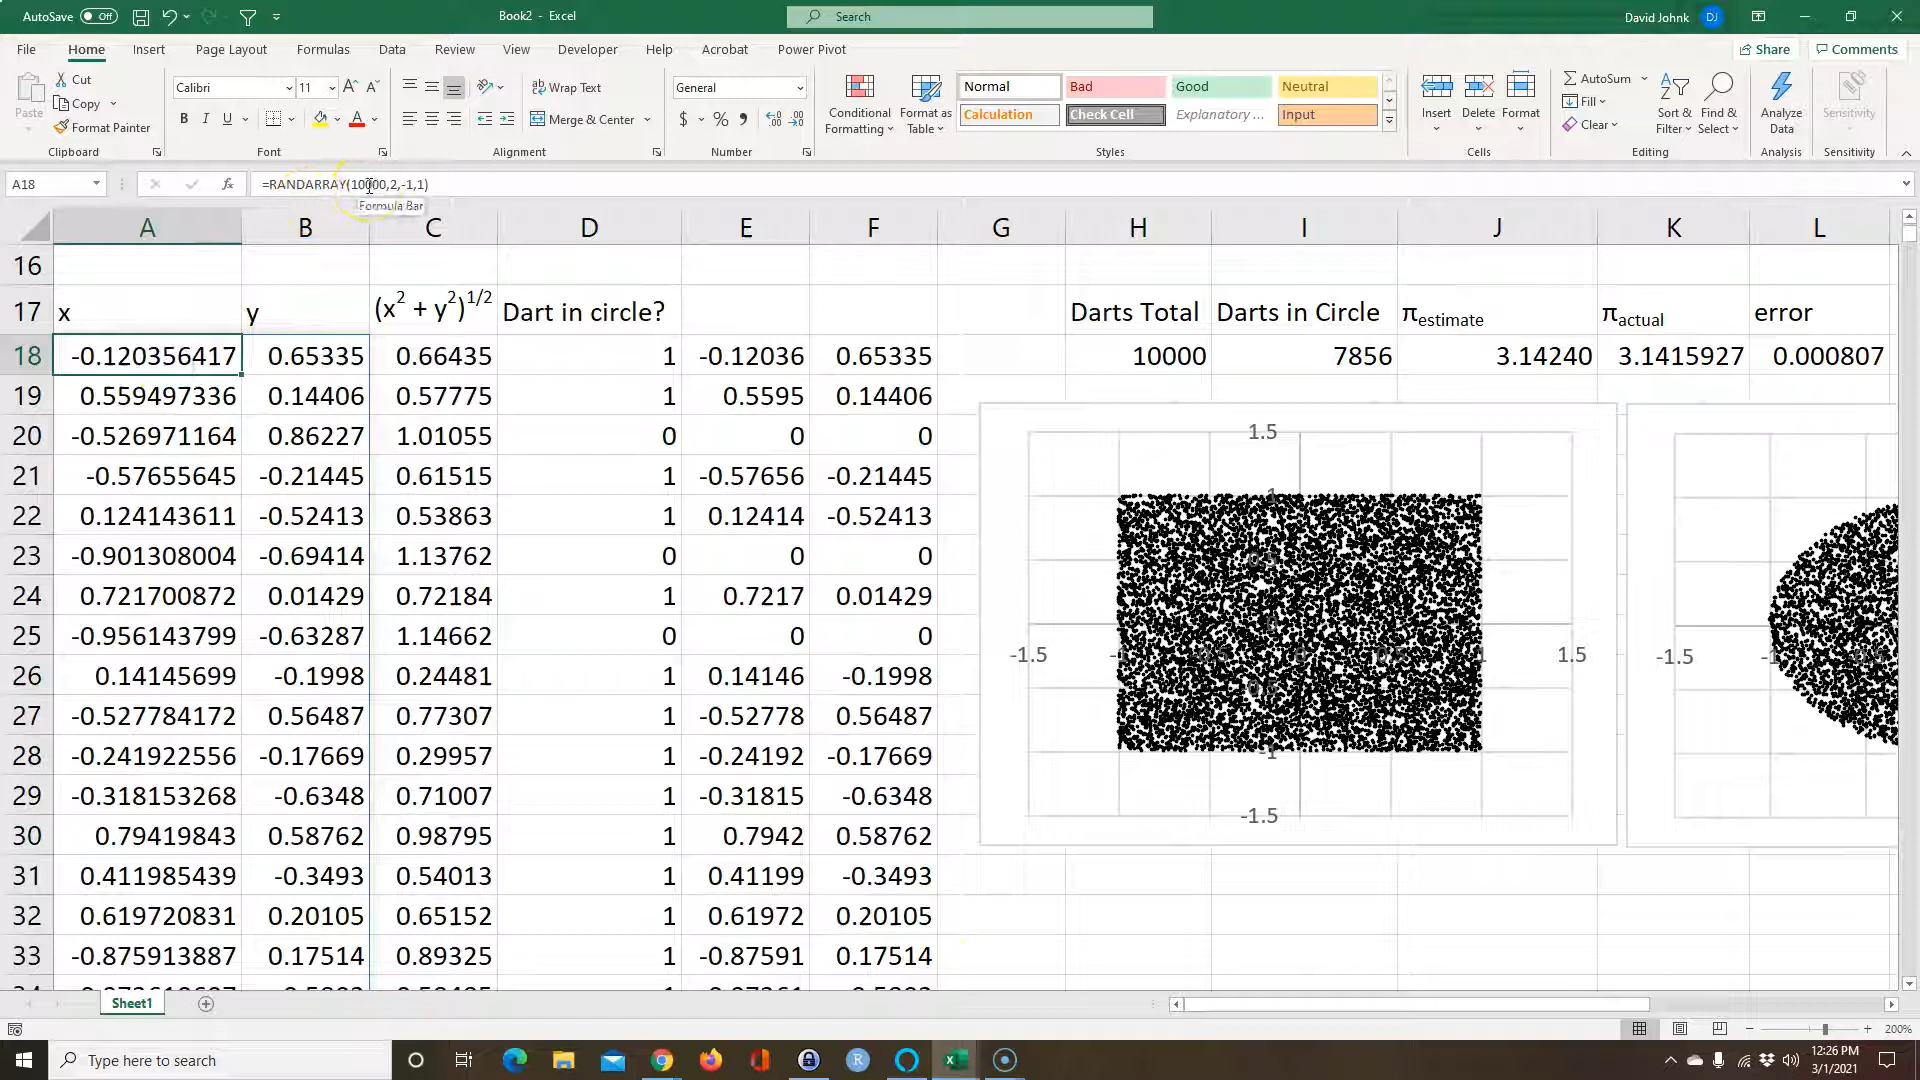 AutoSave Off Book2 - Excel Search David Johnk DJ
File Home Insert Page Layout Formulas Data Review View Developer Help Acrobat Power Pivot Share Comments
Paste Cut Copy Format Painter
Clipboard
Calibri 11
B I U
Font
Wrap Text
Merge & Center
Alignment
General
$ % 9
Number
Conditional Formatting
Format as Table
Normal Bad Good Neutral
Calculation Check Cell Explanatory ... Input
Styles
Insert Delete Format
Cells
AutoSum
Fill
Clear
Sort & Filter
Find & Select
Editing
Analyze Data
Analysis
Sensitivity
Sensitivity
A18 fx =RANDARRAY(10000,2,-1,1)
Formula Bar
A B C D E F G H I J K L
16
17 x y (x² + y²)^1/2 Dart in circle? Darts Total Darts in Circle πestimate πactual error
18 -0.120356417 0.65335 0.66435 1 -0.12036 0.65335 10000 7856 3.14240 3.1415927 0.000807
19 0.559497336 0.14406 0.57775 1 0.5595 0.14406
20 -0.526971164 0.86227 1.01055 0 0 0
21 -0.57655645 -0.21445 0.61515 1 -0.57656 -0.21445
22 0.124143611 -0.52413 0.53863 1 0.12414 -0.52413
23 -0.901308004 -0.69414 1.13762 0 0 0
24 0.721700872 0.01429 0.72184 1 0.7217 0.01429
25 -0.956143799 -0.63287 1.14662 0 0 0
26 0.14145699 -0.1998 0.24481 1 0.14146 -0.1998
27 -0.527784172 0.56487 0.77307 1 -0.52778 0.56487
28 -0.241922556 -0.17669 0.29957 1 -0.24192 -0.17669
29 -0.318153268 -0.6348 0.71007 1 -0.31815 -0.6348
30 0.79419843 0.58762 0.98795 1 0.7942 0.58762
31 0.411985439 -0.3493 0.54013 1 0.41199 -0.3493
32 0.619720831 0.20105 0.65152 1 0.61972 0.20105
33 -0.875913887 0.17514 0.89325 1 -0.87591 0.17514
1.5
-1.5 1 1.5 -1.5
-1
-1.5
Sheet1
200%
Type here to search
12:26 PM
3/1/2021